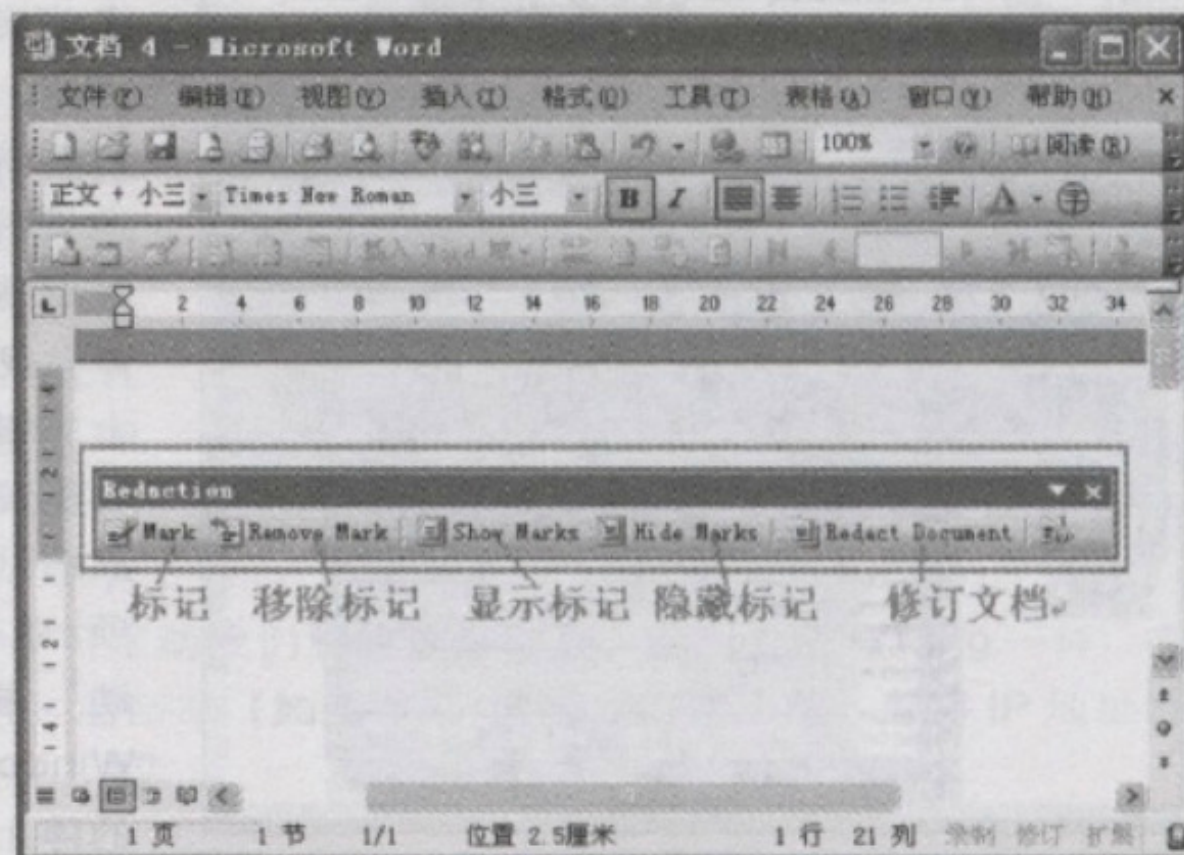 文档 4 - Microsoft Word
文件(F) 编辑(E) 视图(V) 插入(I) 格式(O) 工具(T) 表格(A) 窗口(W) 帮助(H)
100% 阅读(R)
正文 + 小三 Times New Roman 小三 B I A 字
插入 Word 域
L 2 4 6 8 10 12 14 16 18 20 22 24 26 28 30 32 34
Redaction
Mark Remove Mark Show Marks Hide Marks Redact Document
标记 移除标记 显示标记 隐藏标记 修订文档
1 页 1 节 1/1 位置 2.5厘米 1 行 21 列 录制 修订 扩展